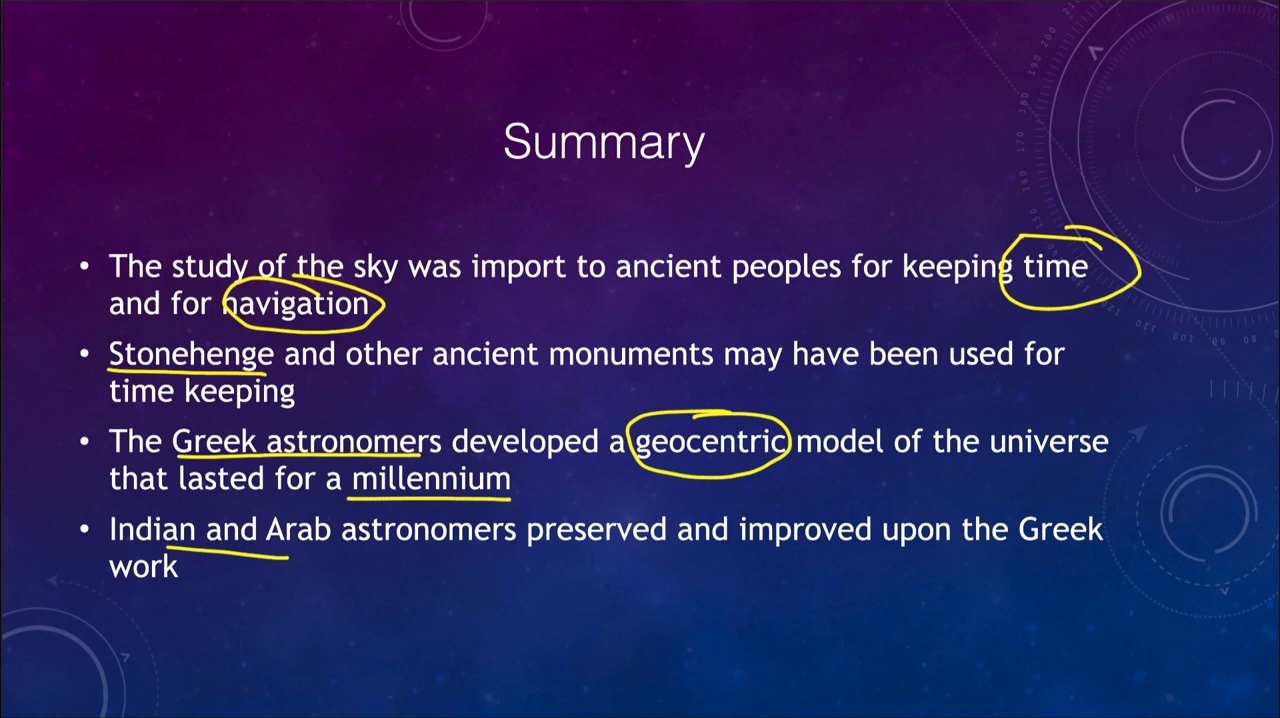 Summary
• The study of the sky was import to ancient peoples for keeping time
and for navigation
• Stonehenge and other ancient monuments may have been used for
time keeping
• The Greek astronomers developed a geocentric model of the universe
that lasted for a millennium
• Indian and Arab astronomers preserved and improved upon the Greek
work